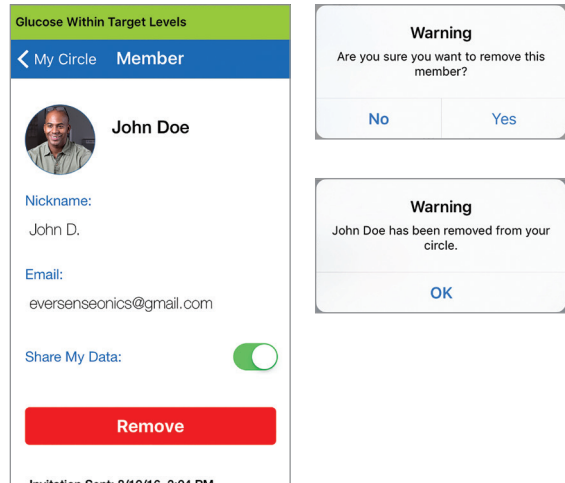 Glucose Within Target Levels
My Circle Member
John Doe
Nickname:
John D.
Email:
eversenseonics@gmail.com
Share My Data:
Remove
Invitation Sent:
Warning
Are you sure you want to remove this
member?
No Yes
Warning
John Doe has been removed from your
circle.
OK